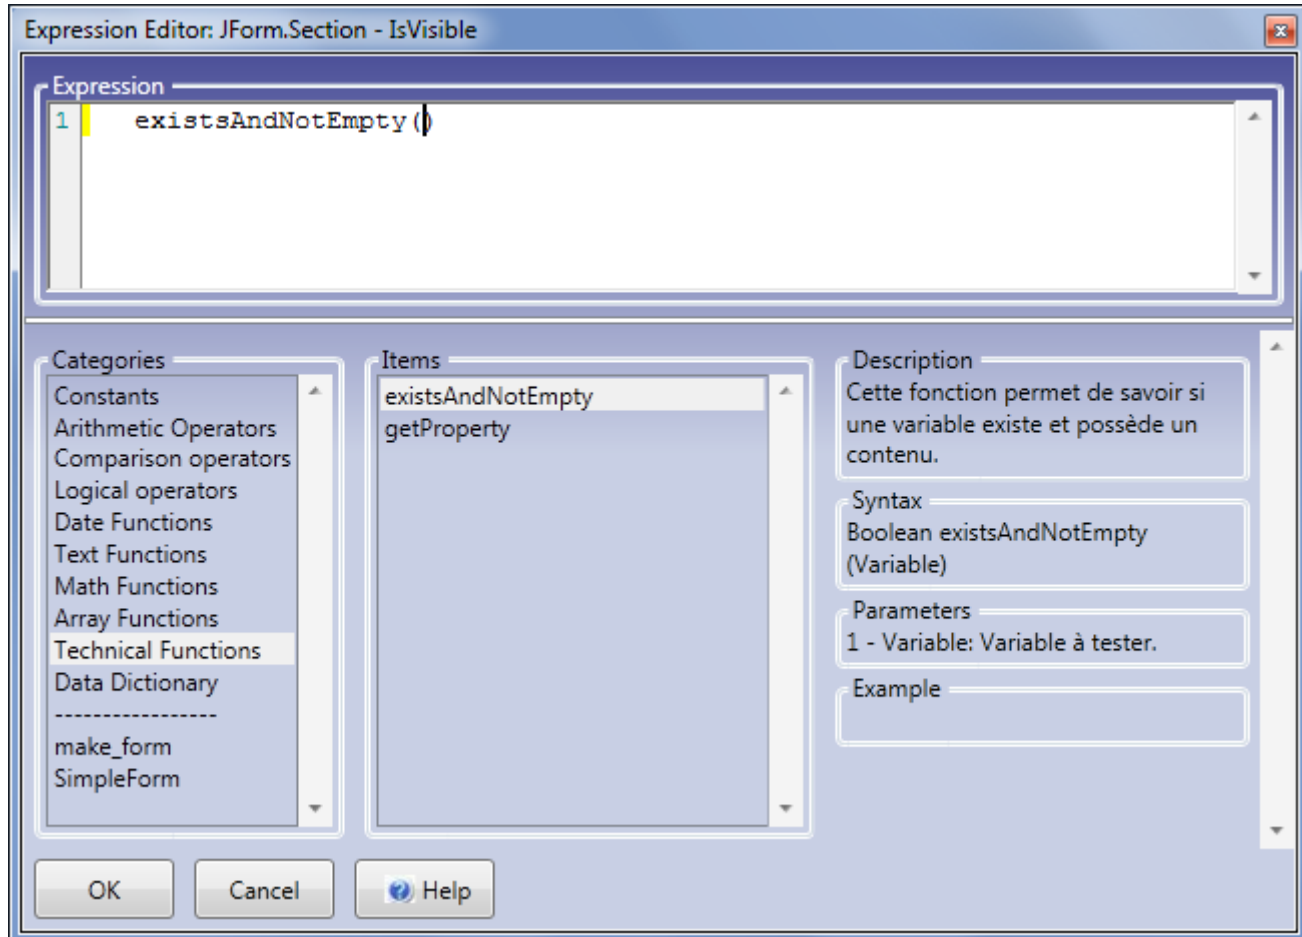 Expression Editor: JForm.Section - IsVisible
Expression
1 existsAndNotEmpty()
Categories
Constants
Arithmetic Operators
Comparison operators
Logical operators
Date Functions
Text Functions
Math Functions
Array Functions
Technical Functions
Data Dictionary
-----------------
make_form
SimpleForm
Items
existsAndNotEmpty
getProperty
Description
Cette fonction permet de savoir si
une variable existe et possède un
contenu.
Syntax
Boolean existsAndNotEmpty
(Variable)
Parameters
1 - Variable: Variable à tester.
Example
OK
Cancel
Help